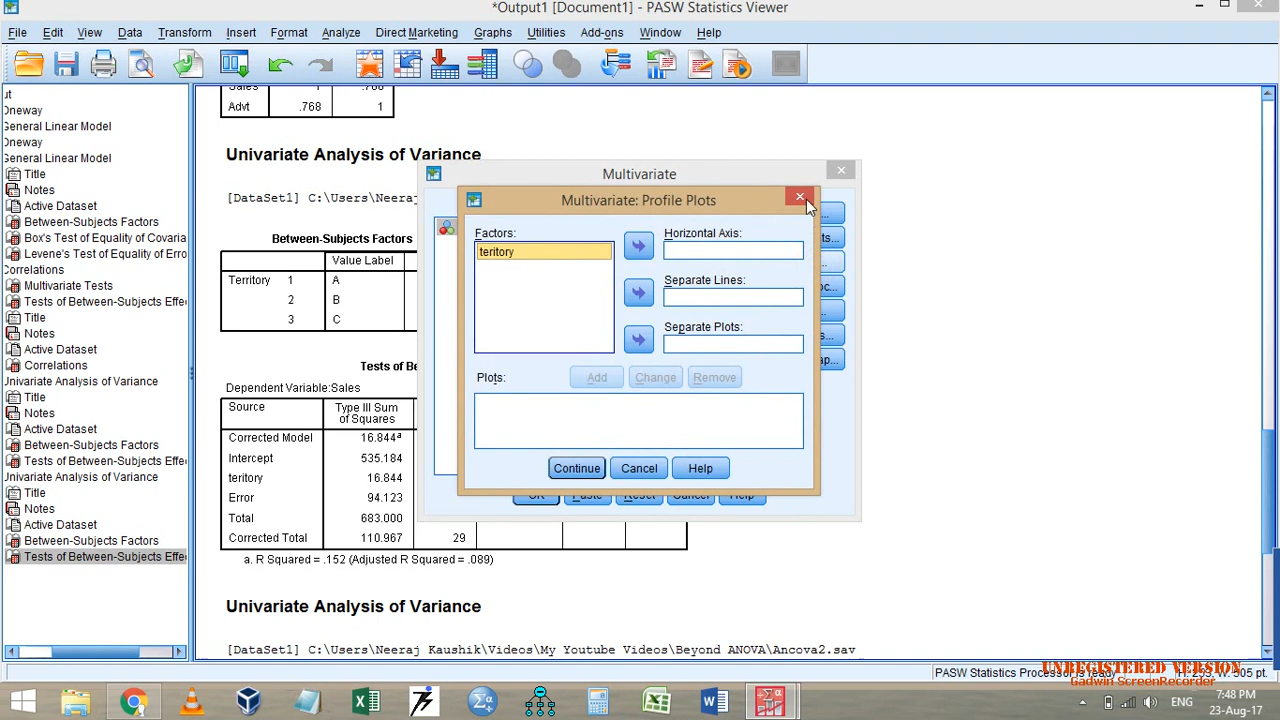 *Output1 [Document1] - PASW Statistics Viewer
File Edit View Data Transform Insert Format Analyze Direct Marketing Graphs Utilities Add-ons Window Help
ut
Oneway
General Linear Model
Oneway
General Linear Model
Title
Notes
Active Dataset
Between-Subjects Factors
Box's Test of Equality of Covaria
Levene's Test of Equality of Error
Correlations
Multivariate Tests
Tests of Between-Subjects Effe
Title
Notes
Active Dataset
Correlations
Univariate Analysis of Variance
Title
Notes
Active Dataset
Between-Subjects Factors
Tests of Between-Subjects Effe
Univariate Analysis of Variance
Title
Notes
Active Dataset
Between-Subjects Factors
Tests of Between-Subjects Effe
Sales 1 .768
Advt .768 1
Univariate Analysis of Variance
[DataSet1] C:\Users\Neeraj
Between-Subjects Factors
Value Label
Territory 1 A
2 B
3 C
Tests of Be
Dependent Variable:Sales
Source Type III Sum of Squares
Corrected Model 16.844a
Intercept 535.184
teritory 16.844
Error 94.123
Total 683.000
Corrected Total 110.967 29
a. R Squared = .152 (Adjusted R Squared = .089)
Univariate Analysis of Variance
[DataSet1] C:\Users\Neeraj Kaushik\Videos\My Youtube Videos\Beyond ANOVA\Ancova2.sav
Multivariate
OK Paste Reset Cancel Help
Multivariate: Profile Plots
Factors:
teritory
Horizontal Axis:
Separate Lines:
Separate Plots:
Plots: Add Change Remove
Continue Cancel Help
PASW Statistics Processor is ready
H: 293, W: 505 pt.
UNREGISTERED VERSION
Gadwin ScreenRecorder
ENG
7:48 PM
23-Aug-17